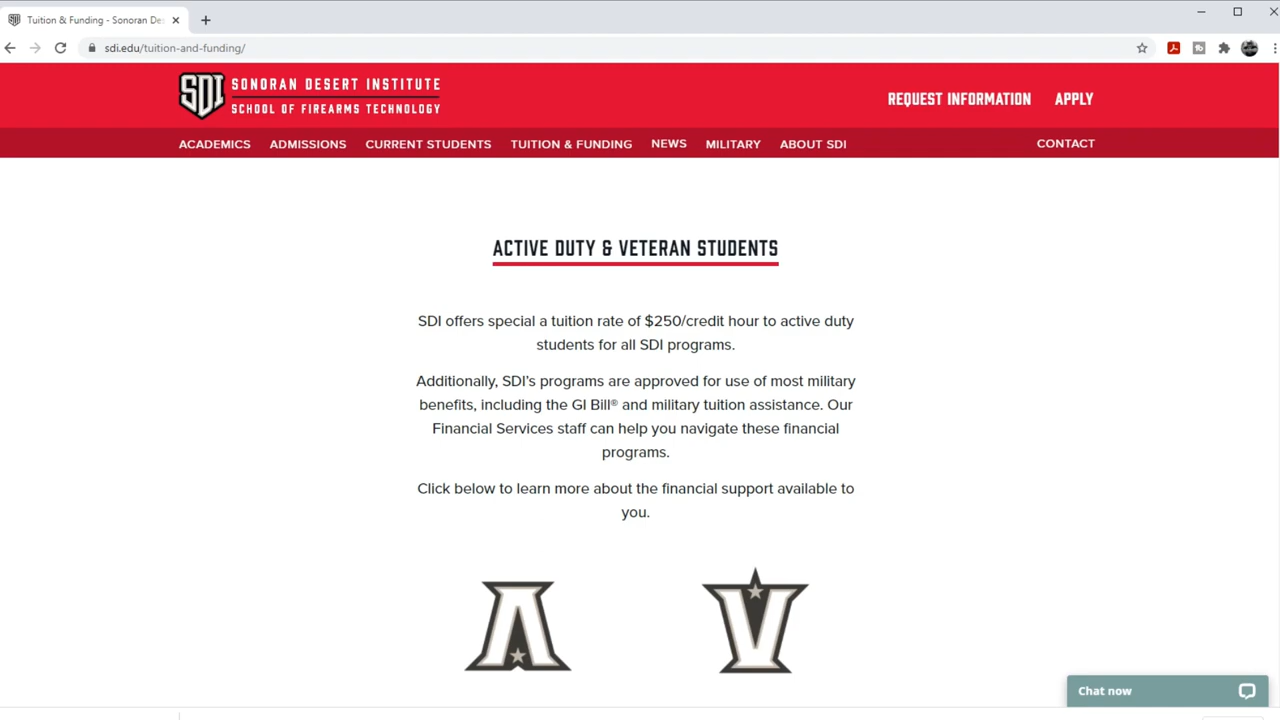 Tuition & Funding - Sonoran De
sdi.edu/tuition-and-funding/
SDI
SONORAN DESERT INSTITUTE
SCHOOL OF FIREARMS TECHNOLOGY
REQUEST INFORMATION
APPLY
ACADEMICS
ADMISSIONS
CURRENT STUDENTS
TUITION & FUNDING
NEWS
MILITARY
ABOUT SDI
CONTACT
ACTIVE DUTY & VETERAN STUDENTS
SDI offers special a tuition rate of $250/credit hour to active duty
students for all SDI programs.
Additionally, SDI’s programs are approved for use of most military
benefits, including the GI Bill® and military tuition assistance. Our
Financial Services staff can help you navigate these financial
programs.
Click below to learn more about the financial support available to
you.
A
V
Chat now